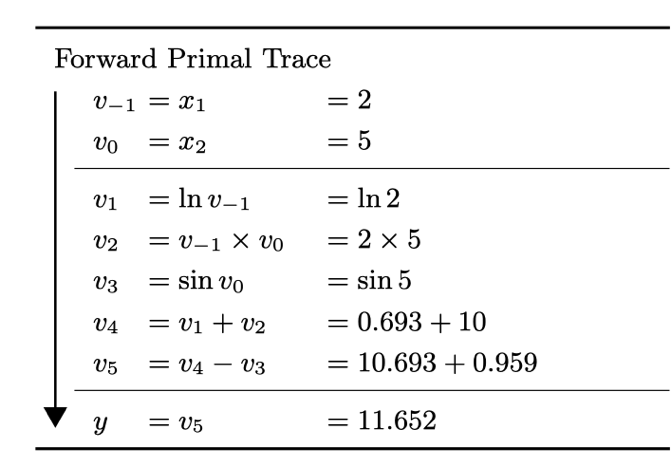 Forward Primal Trace
v₋₁ = x₁ = 2
v₀ = x₂ = 5
v₁ = ln v₋₁ = ln 2
v₂ = v₋₁ × v₀ = 2 × 5
v₃ = sin v₀ = sin 5
v₄ = v₁ + v₂ = 0.693 + 10
v₅ = v₄ − v₃ = 10.693 + 0.959
y = v₅ = 11.652